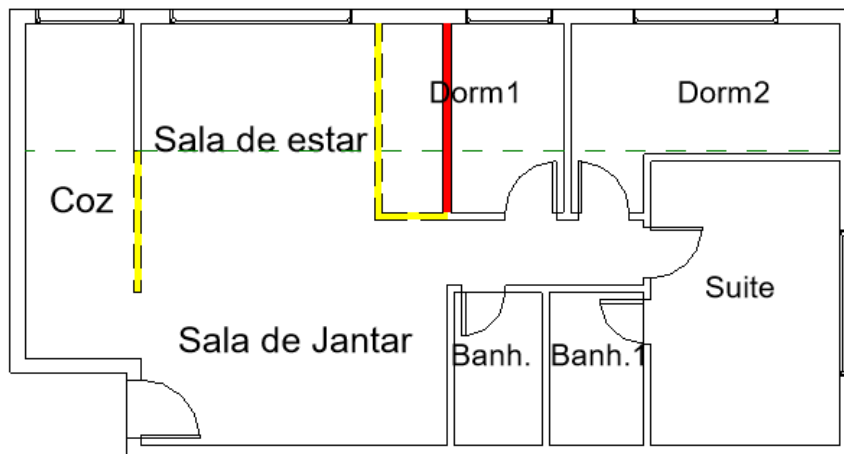 Dorm1
Dorm2
Sala de estar
Coz
Suite
Sala de Jantar
Banh.
Banh.1